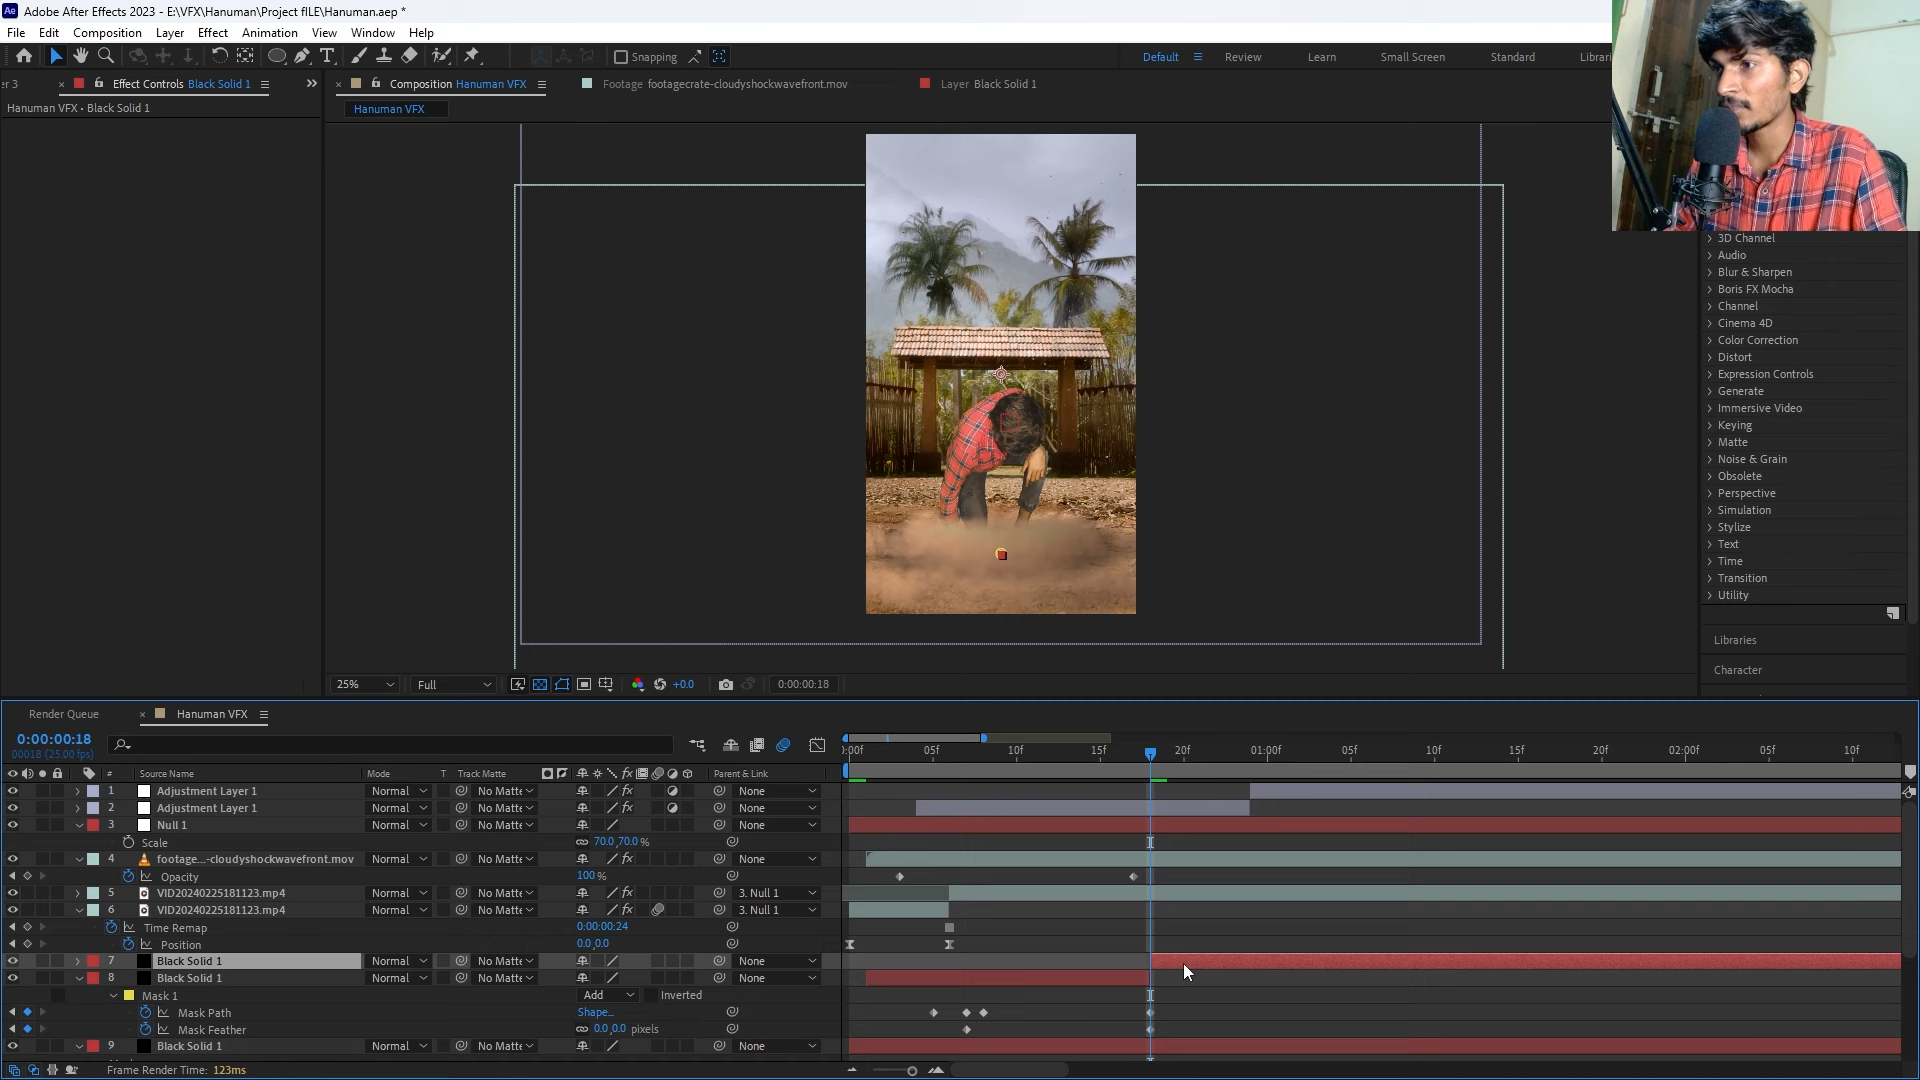 Adobe After Effects 2023 - E:\VFX\Hanuman\Project fILE\Hanuman.aep *
File Edit Composition Layer Effect Animation View Window Help
Snapping Default Review Learn Small Screen Standard Librari
er 3 Effect Controls Black Solid 1 Composition Hanuman VFX Footage footagecrate-cloudyshockwavefront.mov Layer Black Solid 1
Hanuman VFX • Black Solid 1 Hanuman VFX
3D Channel
Audio
Blur & Sharpen
Boris FX Mocha
Channel
Cinema 4D
Color Correction
Distort
Expression Controls
Generate
Immersive Video
Keying
Matte
Noise & Grain
Obsolete
Perspective
Simulation
Stylize
Text
Time
Transition
Utility
Libraries
Character
25% Full +0.0 0:00:00:18
Render Queue Hanuman VFX
0:00:00:18
00018 (25.00 fps)
:00f 05f 10f 15f 20f 01:00f 05f 10f 15f 20f 02:00f 05f 10f
# Source Name Mode T Track Matte fx Parent & Link
1 Adjustment Layer 1 Normal No Matte fx None
2 Adjustment Layer 1 Normal No Matte fx None
3 Null 1 Normal No Matte None
Scale 70.0,70.0 %
4 footage...-cloudyshockwavefront.mov Normal No Matte fx None
Opacity 100 %
5 VID20240225181123.mp4 Normal No Matte fx 3. Null 1
6 VID20240225181123.mp4 Normal No Matte fx 3. Null 1
Time Remap 0:00:00:24
Position 0.0,0.0
7 Black Solid 1 Normal No Matte None
8 Black Solid 1 Normal No Matte None
Mask 1 Add Inverted
Mask Path Shape...
Mask Feather 0.0,0.0 pixels
9 Black Solid 1 Normal No Matte None
Frame Render Time: 123ms